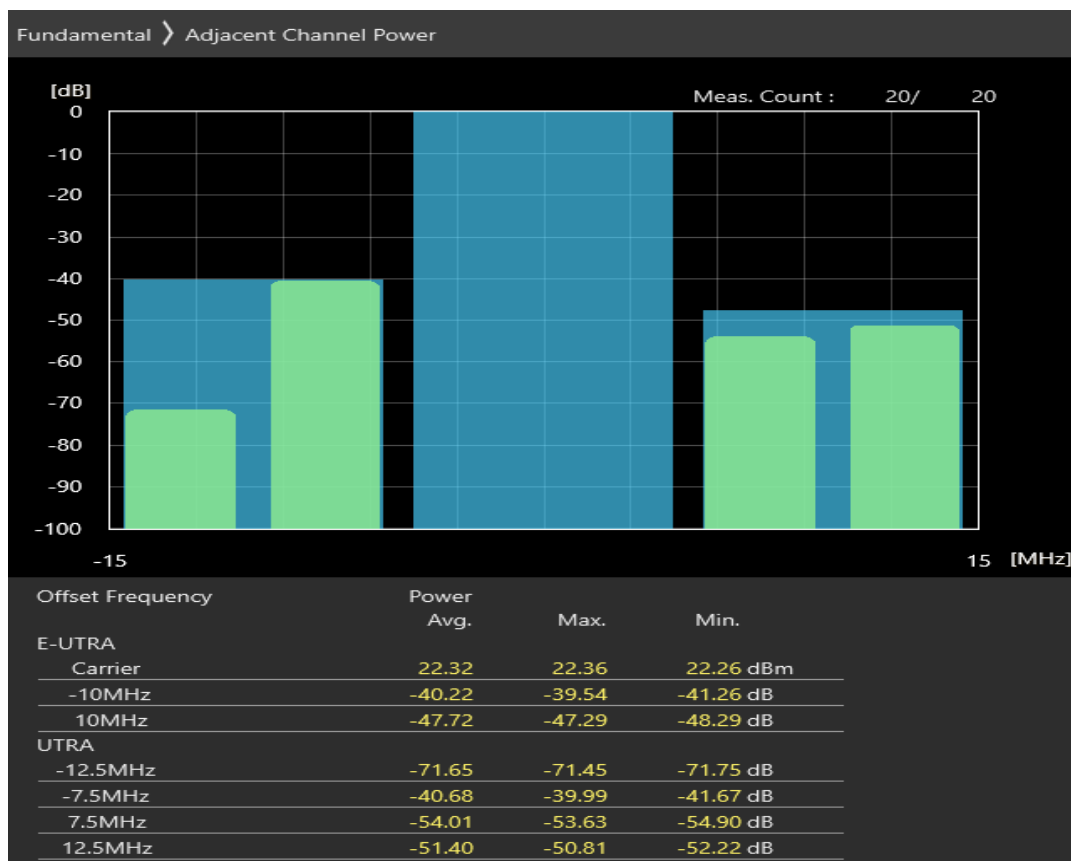 Fundamental 〉 Adjacent Channel Power
[dB]
Meas. Count : 20/ 20
0
-10
-20
-30
-40
-50
-60
-70
-80
-90
-100
-15 15 [MHz]
Offset Frequency Power
Avg. Max. Min.
E-UTRA
Carrier 22.32 22.36 22.26 dBm
-10MHz -40.22 -39.54 -41.26 dB
10MHz -47.72 -47.29 -48.29 dB
UTRA
-12.5MHz -71.65 -71.45 -71.75 dB
-7.5MHz -40.68 -39.99 -41.67 dB
7.5MHz -54.01 -53.63 -54.90 dB
12.5MHz -51.40 -50.81 -52.22 dB